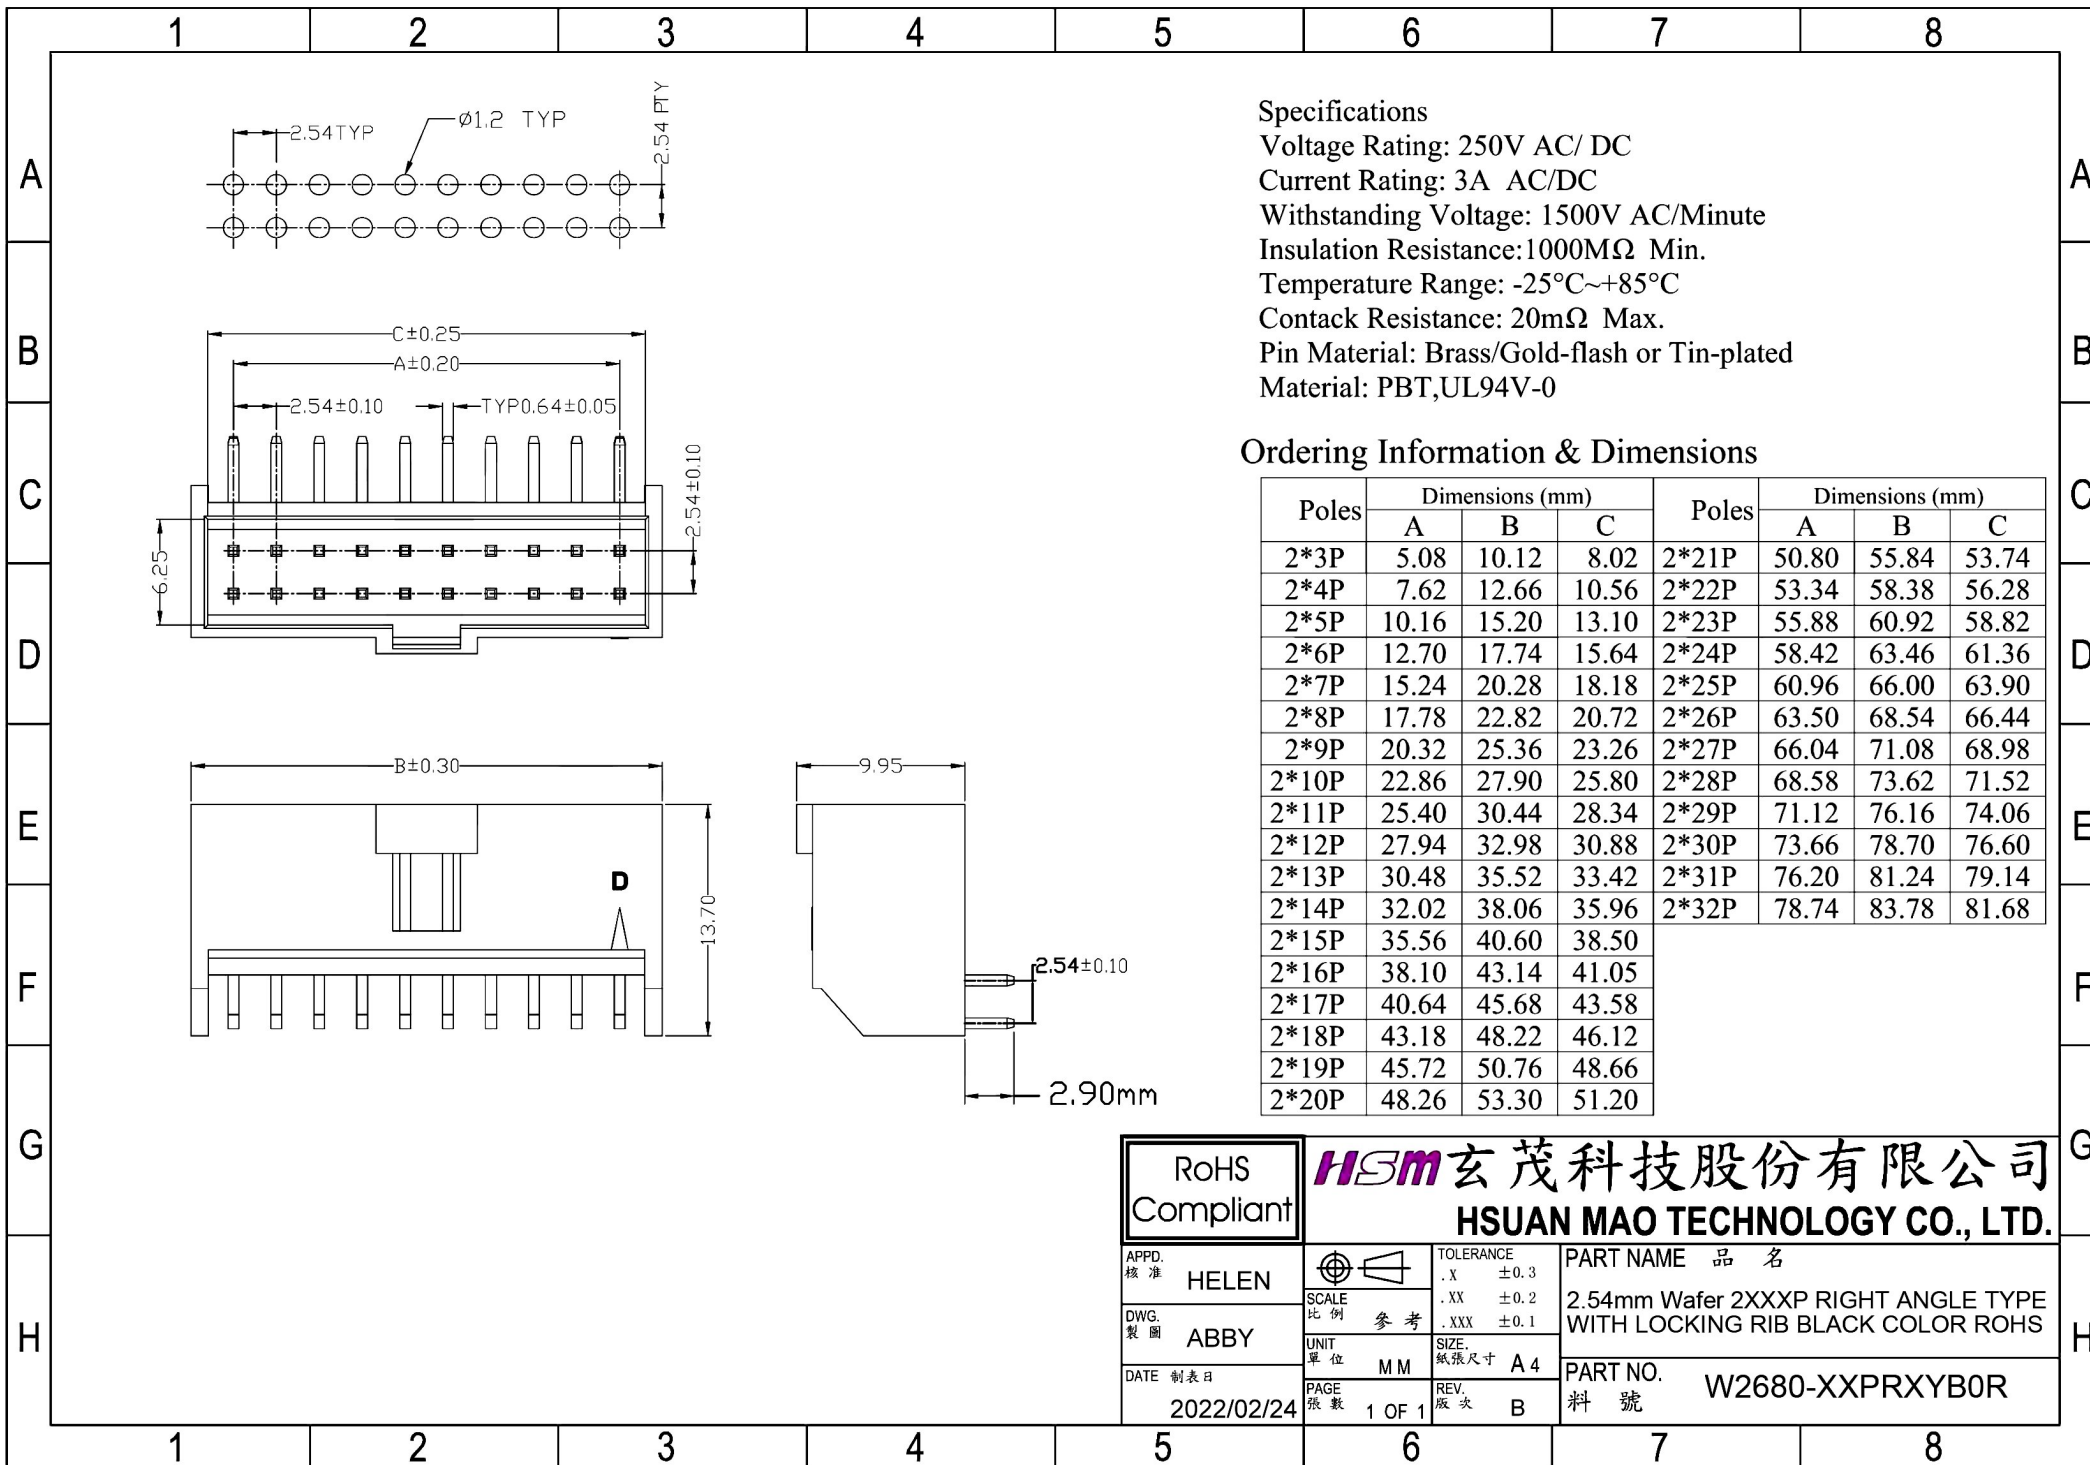 1 2 3 4 5 6 7 8
A A
B B
C C
D D
E E
F F
G G
H H
2.54TYP
Ø1.2 TYP
2.54 PTY
C±0.25
A±0.20
2.54±0.10
TYP0.64±0.05
2.54±0.10
6.25
B±0.30
D
13.70
9.95
2.54±0.10
2.90mm
Specifications
Voltage Rating: 250V AC/ DC
Current Rating: 3A AC/DC
Withstanding Voltage: 1500V AC/Minute
Insulation Resistance:1000MΩ Min.
Temperature Range: -25°C~+85°C
Contack Resistance: 20mΩ Max.
Pin Material: Brass/Gold-flash or Tin-plated
Material: PBT,UL94V-0
Ordering Information & Dimensions
Poles Dimensions (mm) Poles Dimensions (mm)
A B C A B C
2*3P 5.08 10.12 8.02 2*21P 50.80 55.84 53.74
2*4P 7.62 12.66 10.56 2*22P 53.34 58.38 56.28
2*5P 10.16 15.20 13.10 2*23P 55.88 60.92 58.82
2*6P 12.70 17.74 15.64 2*24P 58.42 63.46 61.36
2*7P 15.24 20.28 18.18 2*25P 60.96 66.00 63.90
2*8P 17.78 22.82 20.72 2*26P 63.50 68.54 66.44
2*9P 20.32 25.36 23.26 2*27P 66.04 71.08 68.98
2*10P 22.86 27.90 25.80 2*28P 68.58 73.62 71.52
2*11P 25.40 30.44 28.34 2*29P 71.12 76.16 74.06
2*12P 27.94 32.98 30.88 2*30P 73.66 78.70 76.60
2*13P 30.48 35.52 33.42 2*31P 76.20 81.24 79.14
2*14P 32.02 38.06 35.96 2*32P 78.74 83.78 81.68
2*15P 35.56 40.60 38.50
2*16P 38.10 43.14 41.05
2*17P 40.64 45.68 43.58
2*18P 43.18 48.22 46.12
2*19P 45.72 50.76 48.66
2*20P 48.26 53.30 51.20
RoHS
Compliant
HSm 玄茂科技股份有限公司
HSUAN MAO TECHNOLOGY CO., LTD.
APPD.
核准 HELEN
DWG.
製圖 ABBY
DATE 制表日
2022/02/24
SCALE
比例 參考
UNIT
單位 MM
PAGE
張數 1 OF 1
TOLERANCE
.X ±0.3
.XX ±0.2
.XXX ±0.1
SIZE.
紙張尺寸 A4
REV.
版次 B
PART NAME 品名
2.54mm Wafer 2XXXP RIGHT ANGLE TYPE
WITH LOCKING RIB BLACK COLOR ROHS
PART NO.
料號 W2680-XXPRXYB0R
1 2 3 4 5 6 7 8